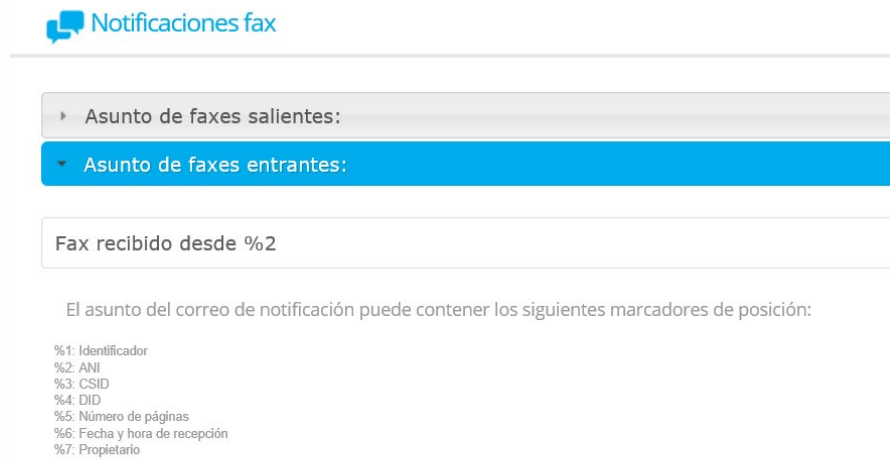 Notificaciones fax
Asunto de faxes salientes:
Asunto de faxes entrantes:
Fax recibido desde %2
El asunto del correo de notificación puede contener los siguientes marcadores de posición:
%1: Identificador
%2: ANI
%3: CSID
%4: DID
%5: Número de páginas
%6: Fecha y hora de recepción
%7: Propietario